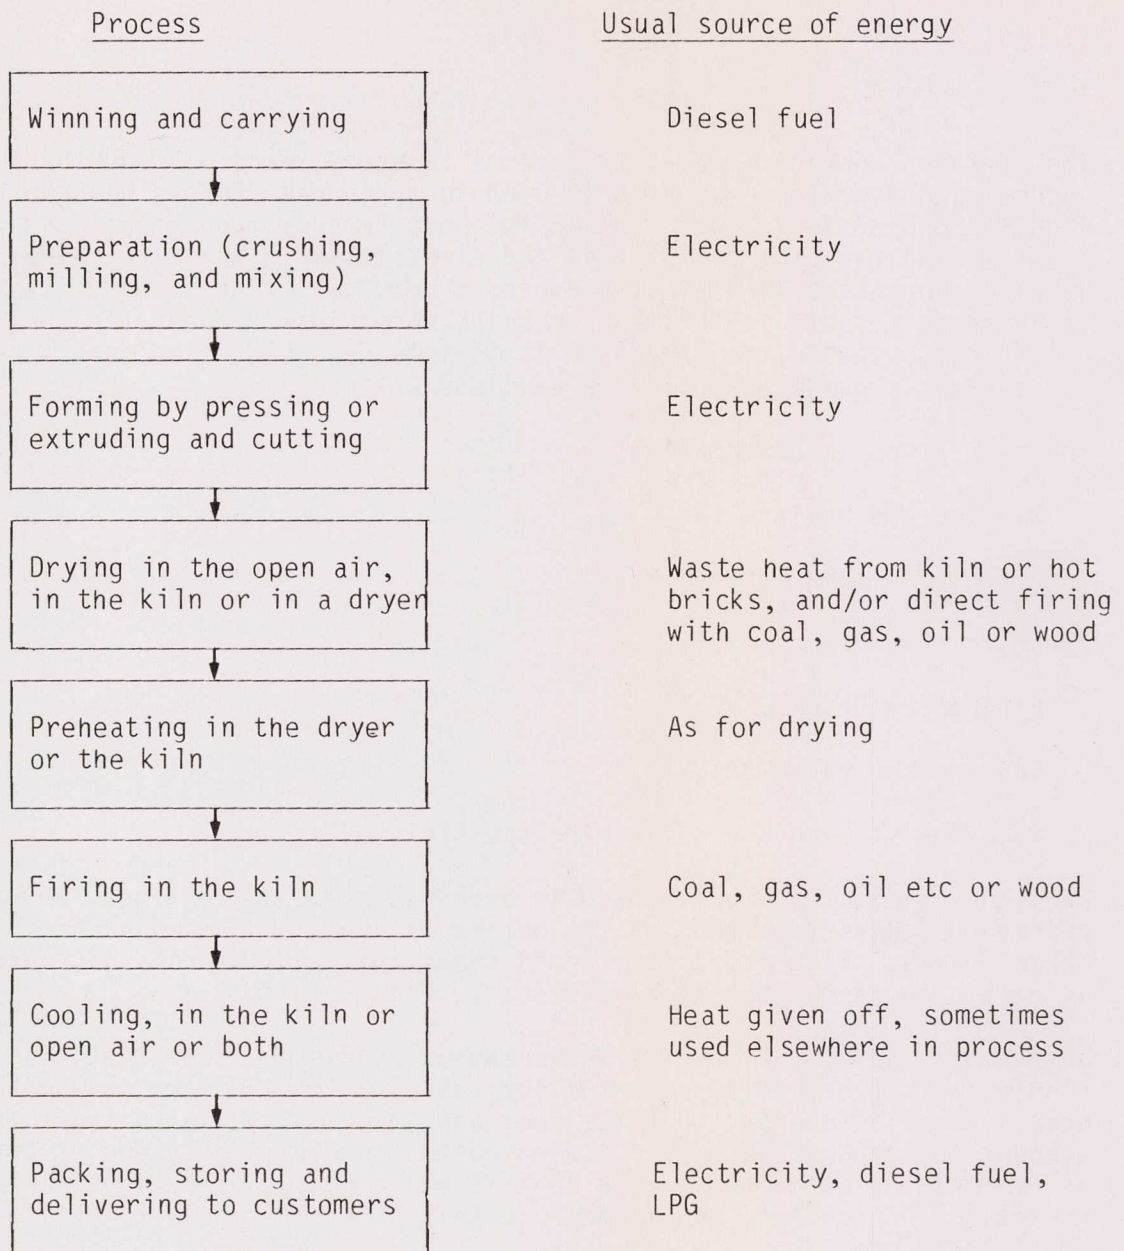 Process
Usual source of energy
Winning and carrying
Diesel fuel
Preparation (crushing,
milling, and mixing)
Electricity
Forming by pressing or
extruding and cutting
Electricity
Drying in the open air,
in the kiln or in a dryer
Waste heat from kiln or hot
bricks, and/or direct firing
with coal, gas, oil or wood
Preheating in the dryer
or the kiln
As for drying
Firing in the kiln
Coal, gas, oil etc or wood
Cooling, in the kiln or
open air or both
Heat given off, sometimes
used elsewhere in process
Packing, storing and
delivering to customers
Electricity, diesel fuel,
LPG